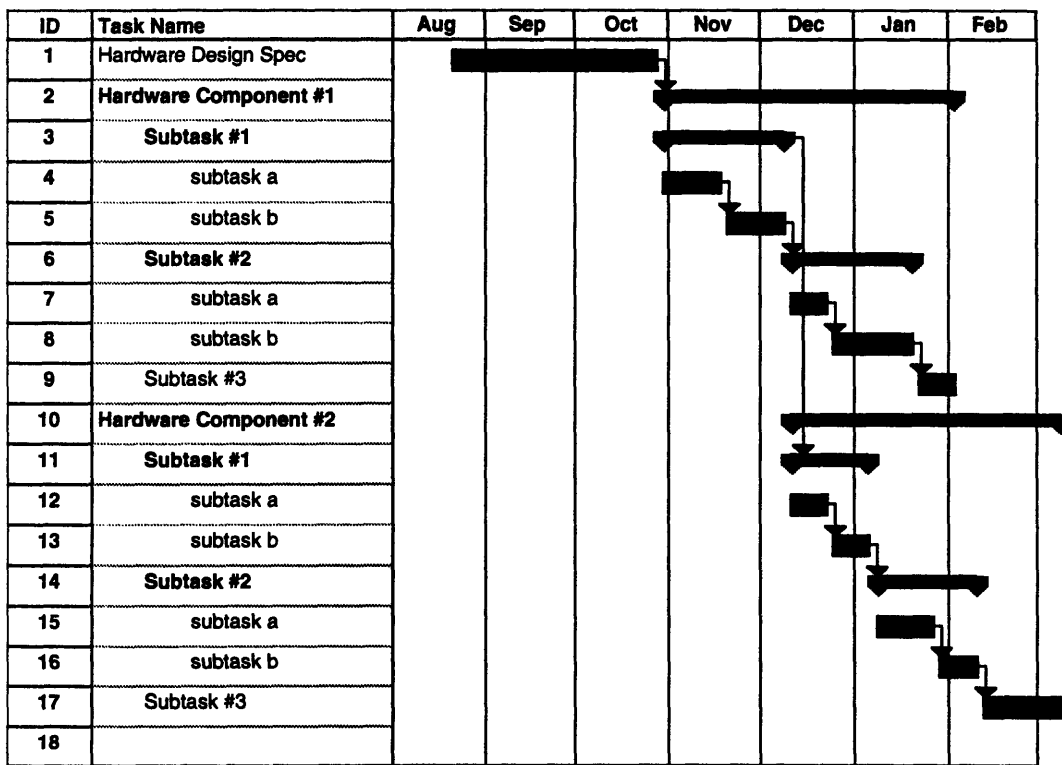 ID Task Name Aug Sep Oct Nov Dec Jan Feb
1 Hardware Design Spec
2 Hardware Component #1
3 Subtask #1
4 subtask a
5 subtask b
6 Subtask #2
7 subtask a
8 subtask b
9 Subtask #3
10 Hardware Component #2
11 Subtask #1
12 subtask a
13 subtask b
14 Subtask #2
15 subtask a
16 subtask b
17 Subtask #3
18